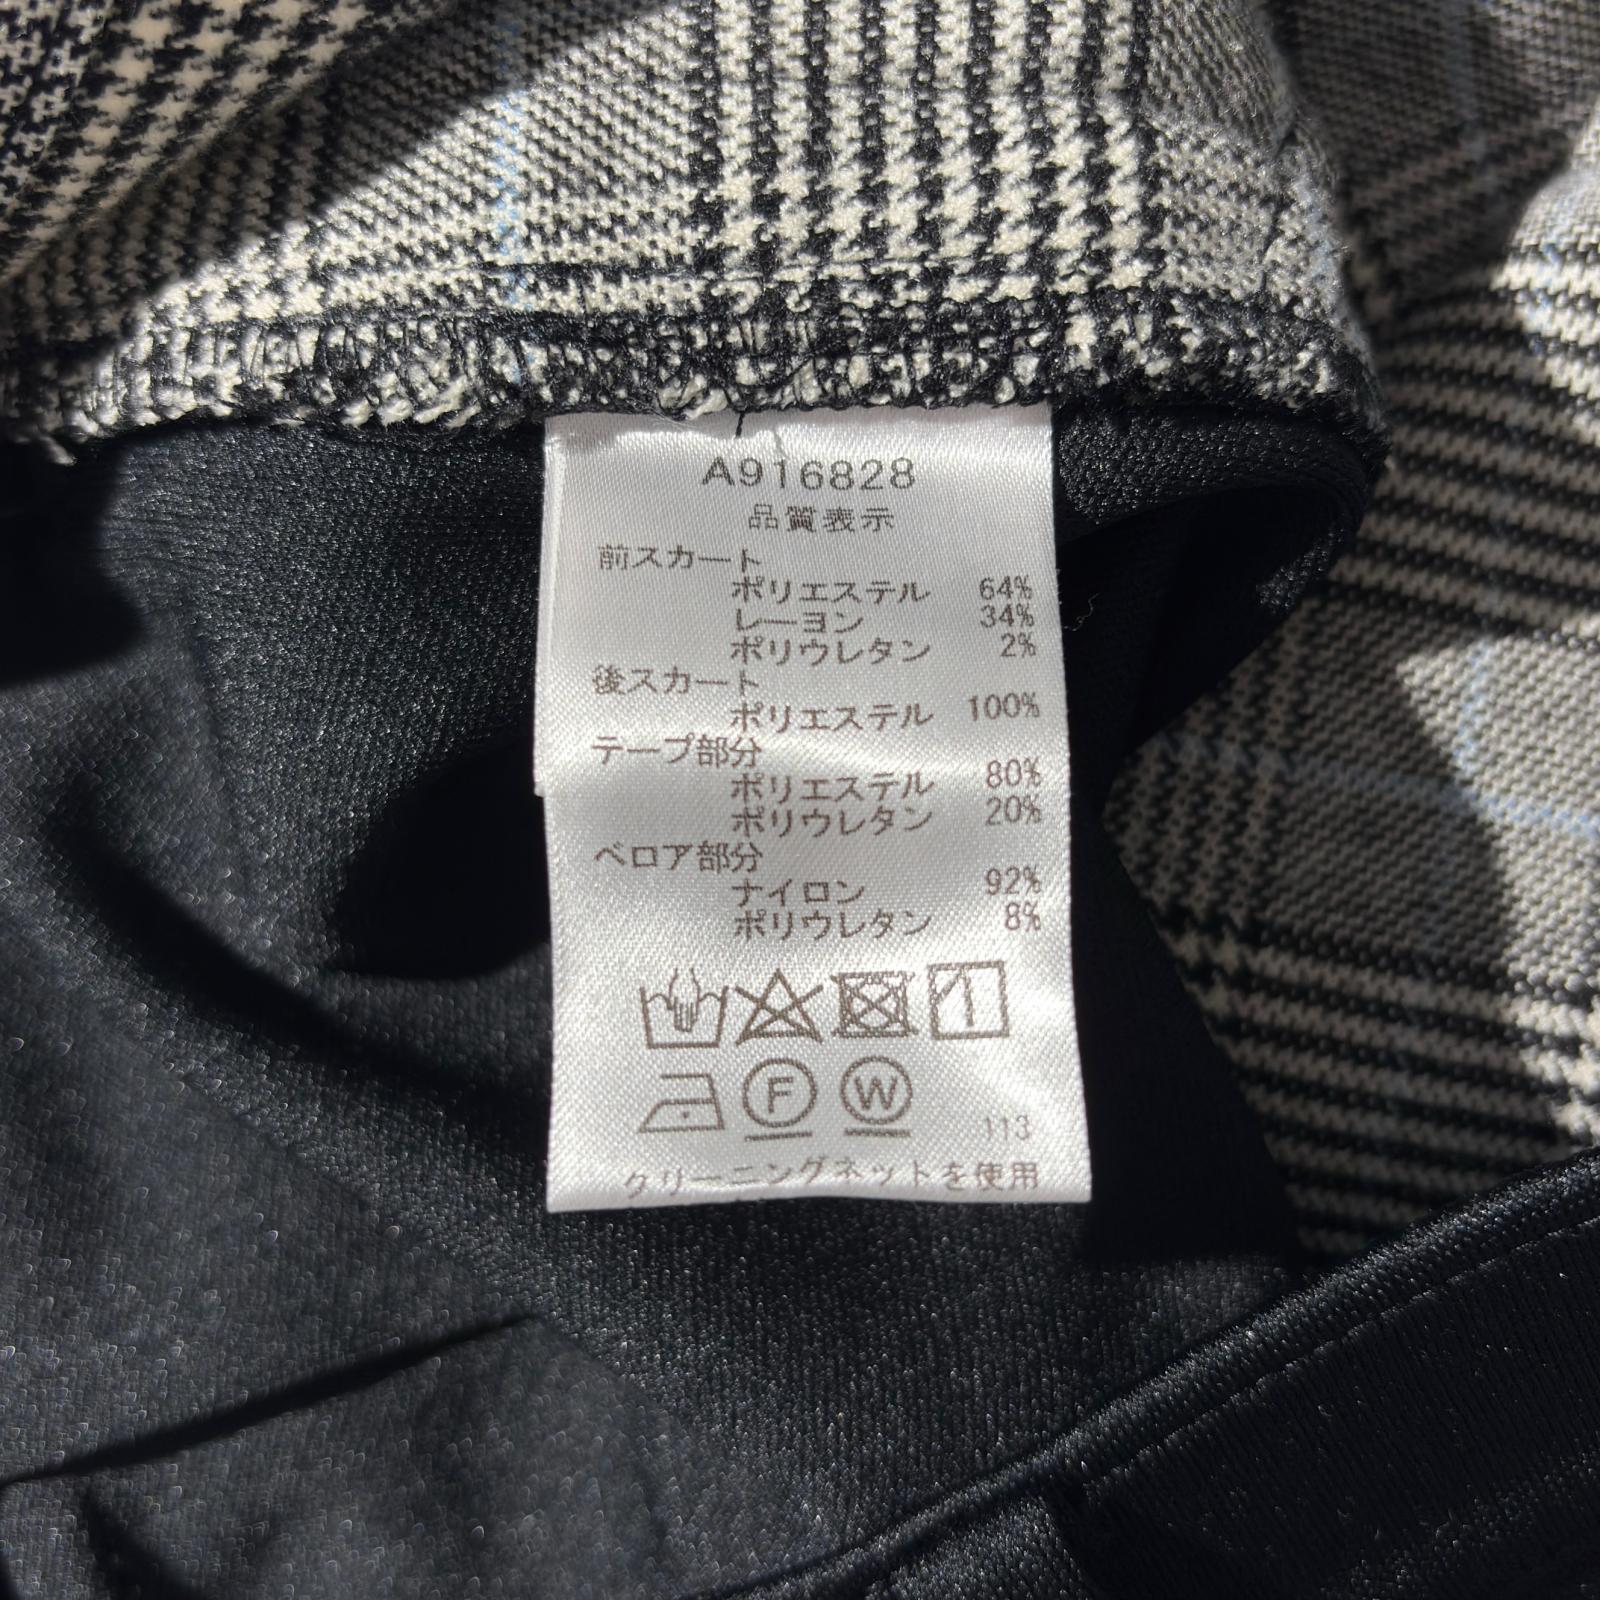 A916828
品質表示
前スカート
ポリエステル 64%
レーヨン 34%
ポリウレタン 2%
後スカート
ポリエステル 100%
テープ部分
ポリエステル 80%
ポリウレタン 20%
ベロア部分
ナイロン 92%
ポリウレタン 8%
F W 113
クリーニングネットを使用